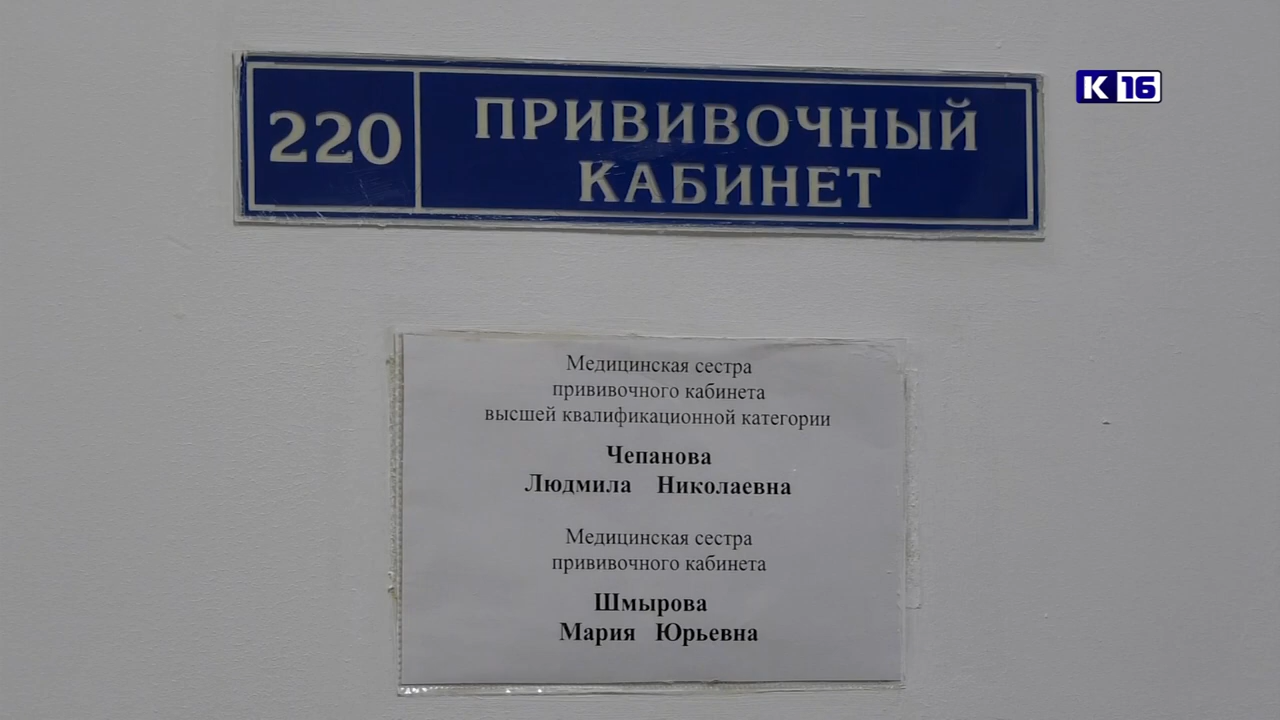 220
ПРИВИВОЧНЫЙ
КАБИНЕТ
К 16
Медицинская сестра
прививочного кабинета
высшей квалификационной категории
Чепанова
Людмила Николаевна
Медицинская сестра
прививочного кабинета
Шмырова
Мария Юрьевна